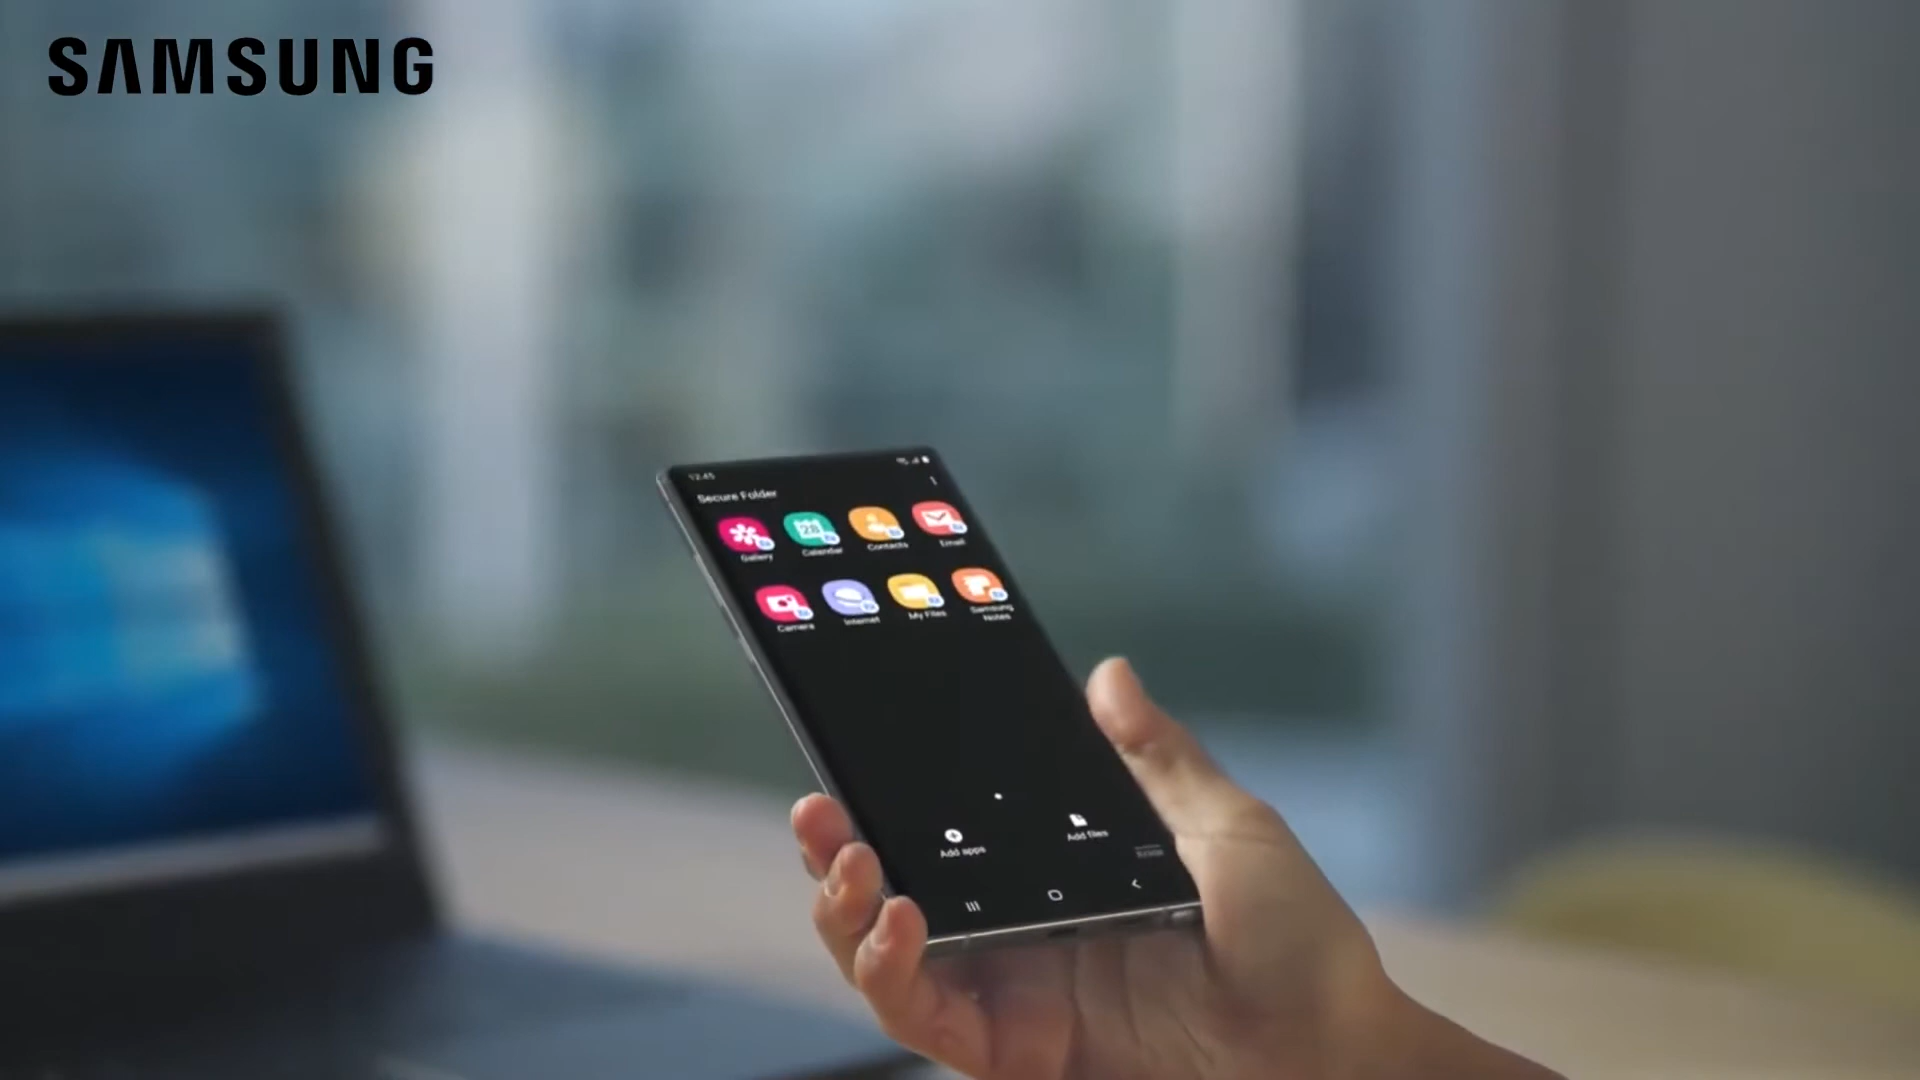 SAMSUNG
12:45
Secure Folder
28
Gallery
Calendar
Contacts
Email
Camera
Internet
My Files
Samsung
Notes
Add apps
Add files